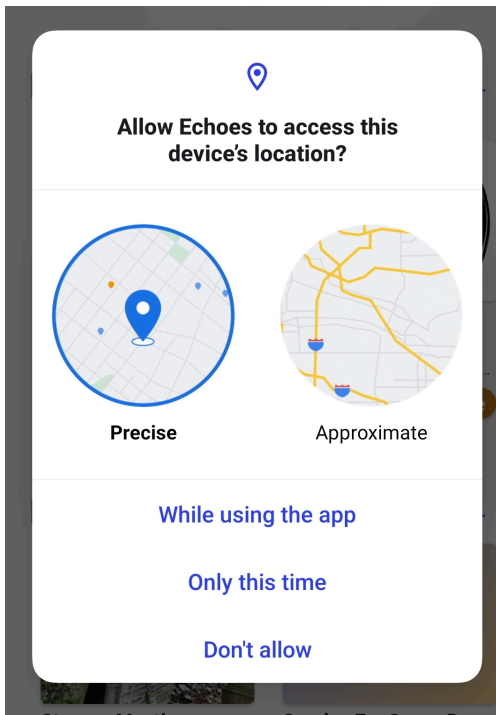 Allow Echoes to access this
device's location?
Precise
Approximate
While using the app
Only this time
Don't allow